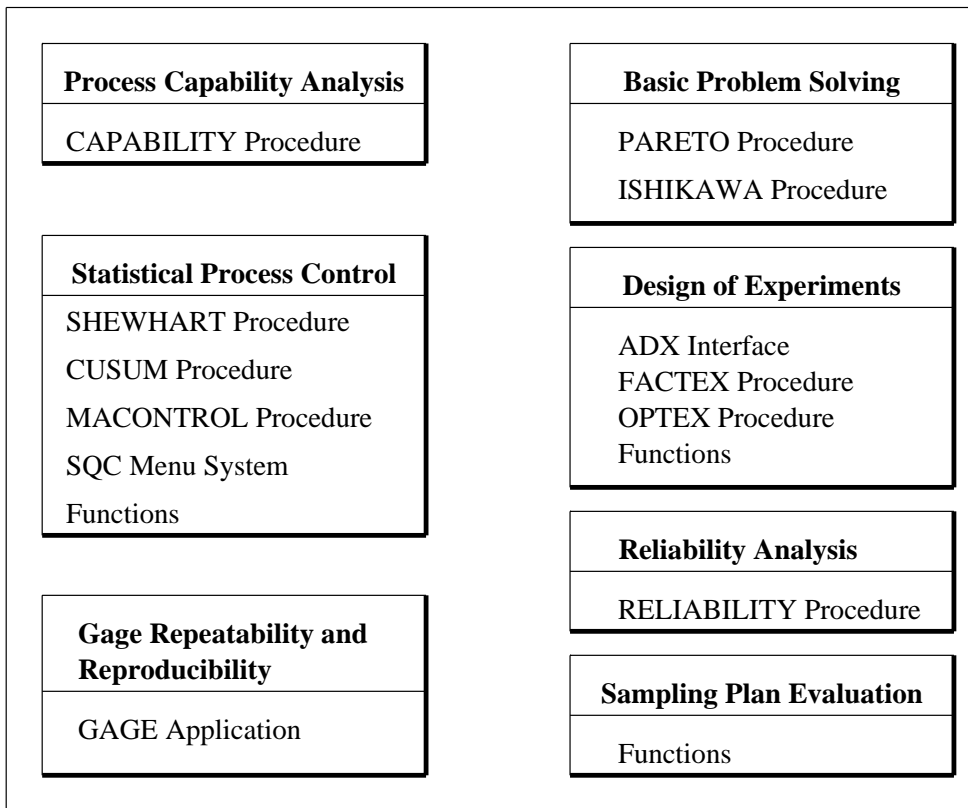 Process Capability Analysis
CAPABILITY Procedure
Statistical Process Control
SHEWHART Procedure
CUSUM Procedure
MACONTROL Procedure
SQC Menu System
Functions
Gage Repeatability and
Reproducibility
GAGE Application
Basic Problem Solving
PARETO Procedure
ISHIKAWA Procedure
Design of Experiments
ADX Interface
FACTEX Procedure
OPTEX Procedure
Functions
Reliability Analysis
RELIABILITY Procedure
Sampling Plan Evaluation
Functions